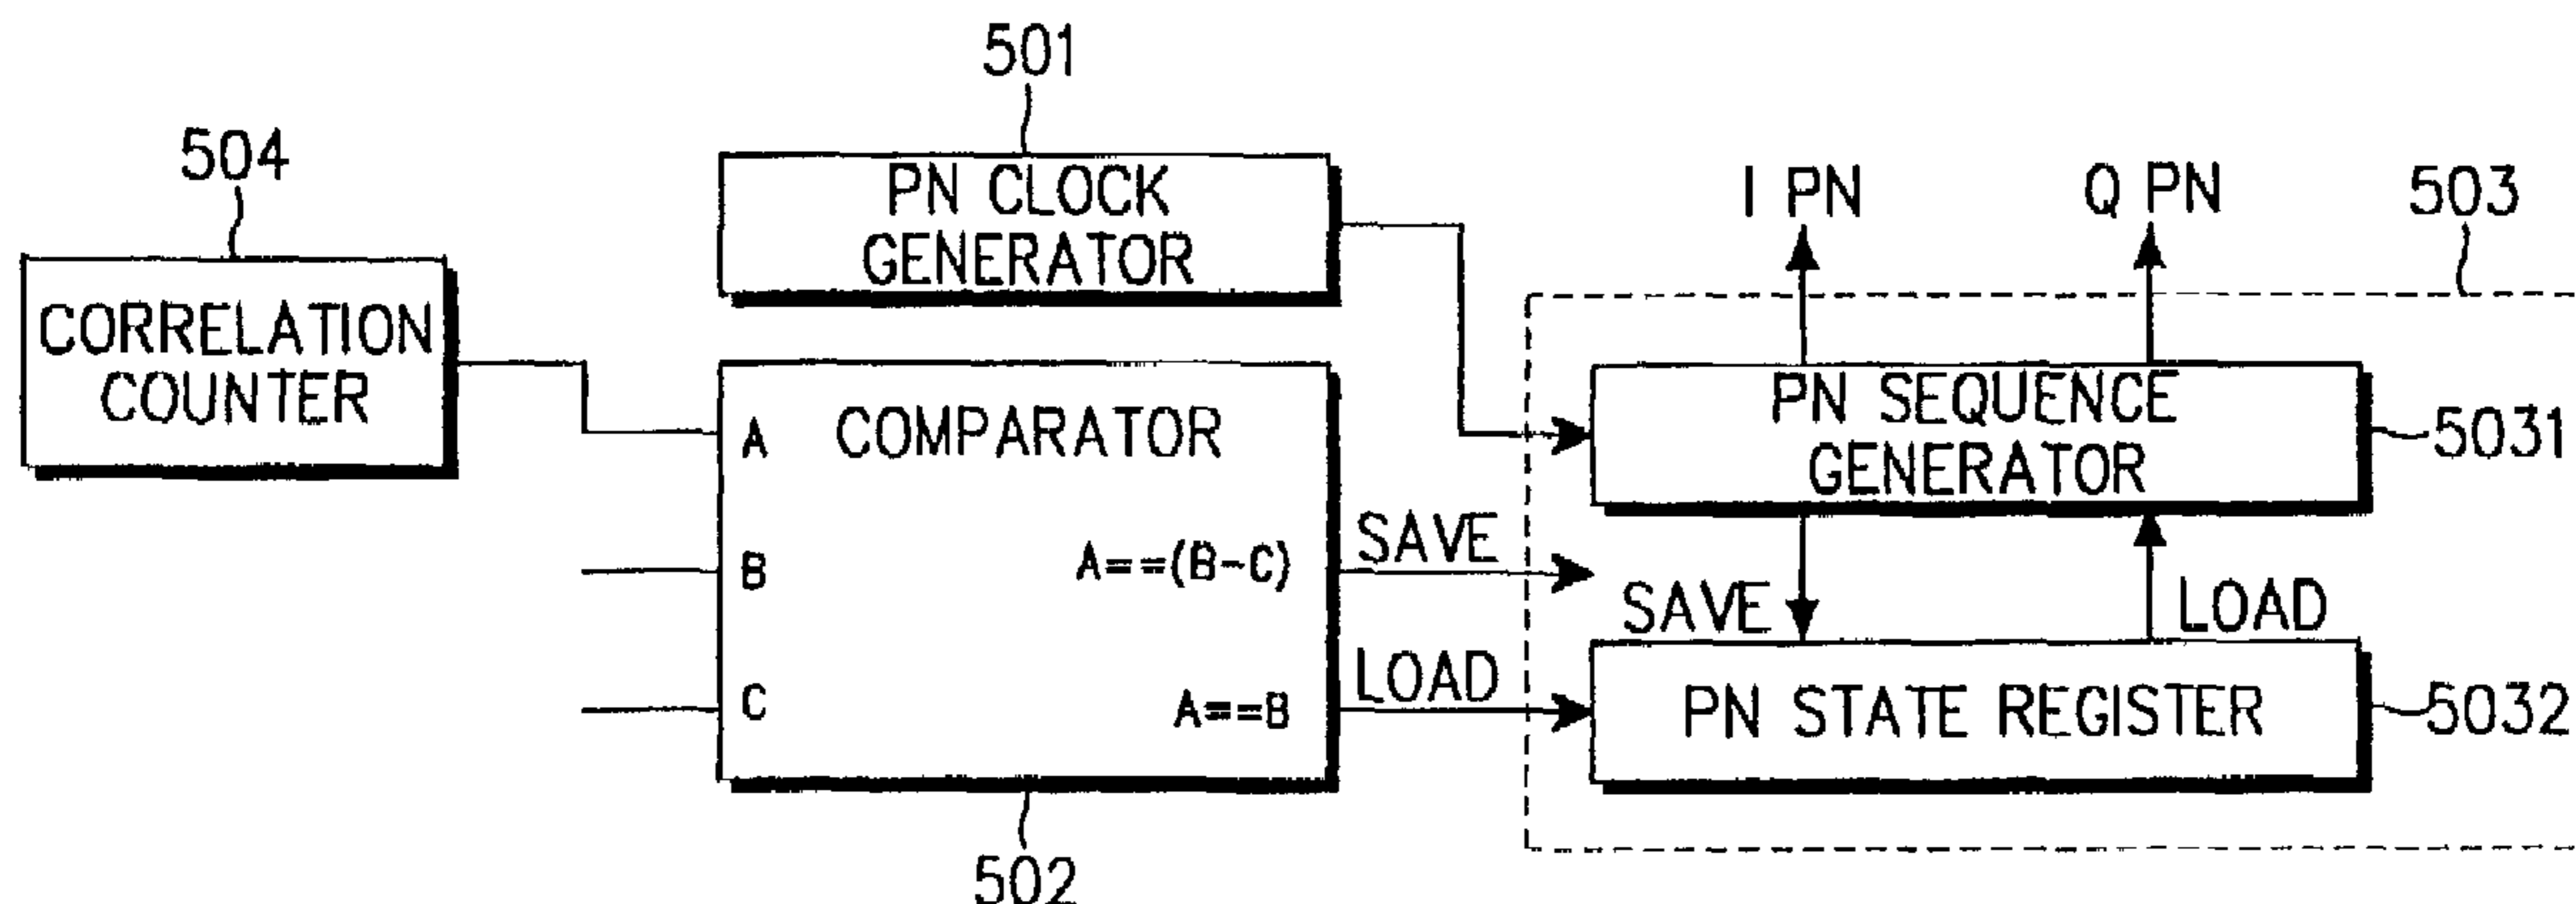 501
504
PN CLOCK
GENERATOR
I PN
Q PN
503
CORRELATION
COUNTER
A
COMPARATOR
PN SEQUENCE
GENERATOR
5031
B
A==(B-C)
SAVE
SAVE
LOAD
C
A==B
LOAD
PN STATE REGISTER
5032
502